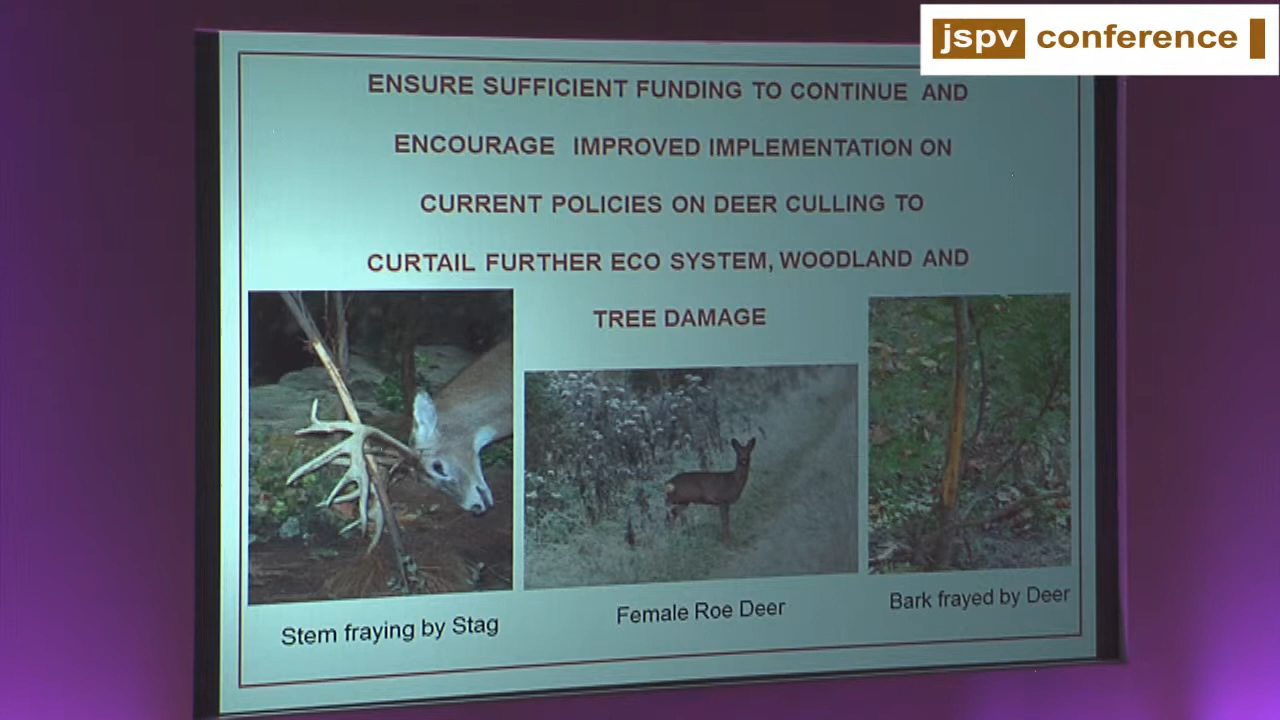 jspv conference
ENSURE SUFFICIENT FUNDING TO CONTINUE AND
ENCOURAGE IMPROVED IMPLEMENTATION ON
CURRENT POLICIES ON DEER CULLING TO
CURTAIL FURTHER ECO SYSTEM, WOODLAND AND
TREE DAMAGE
Stem fraying by Stag
Female Roe Deer
Bark frayed by Deer